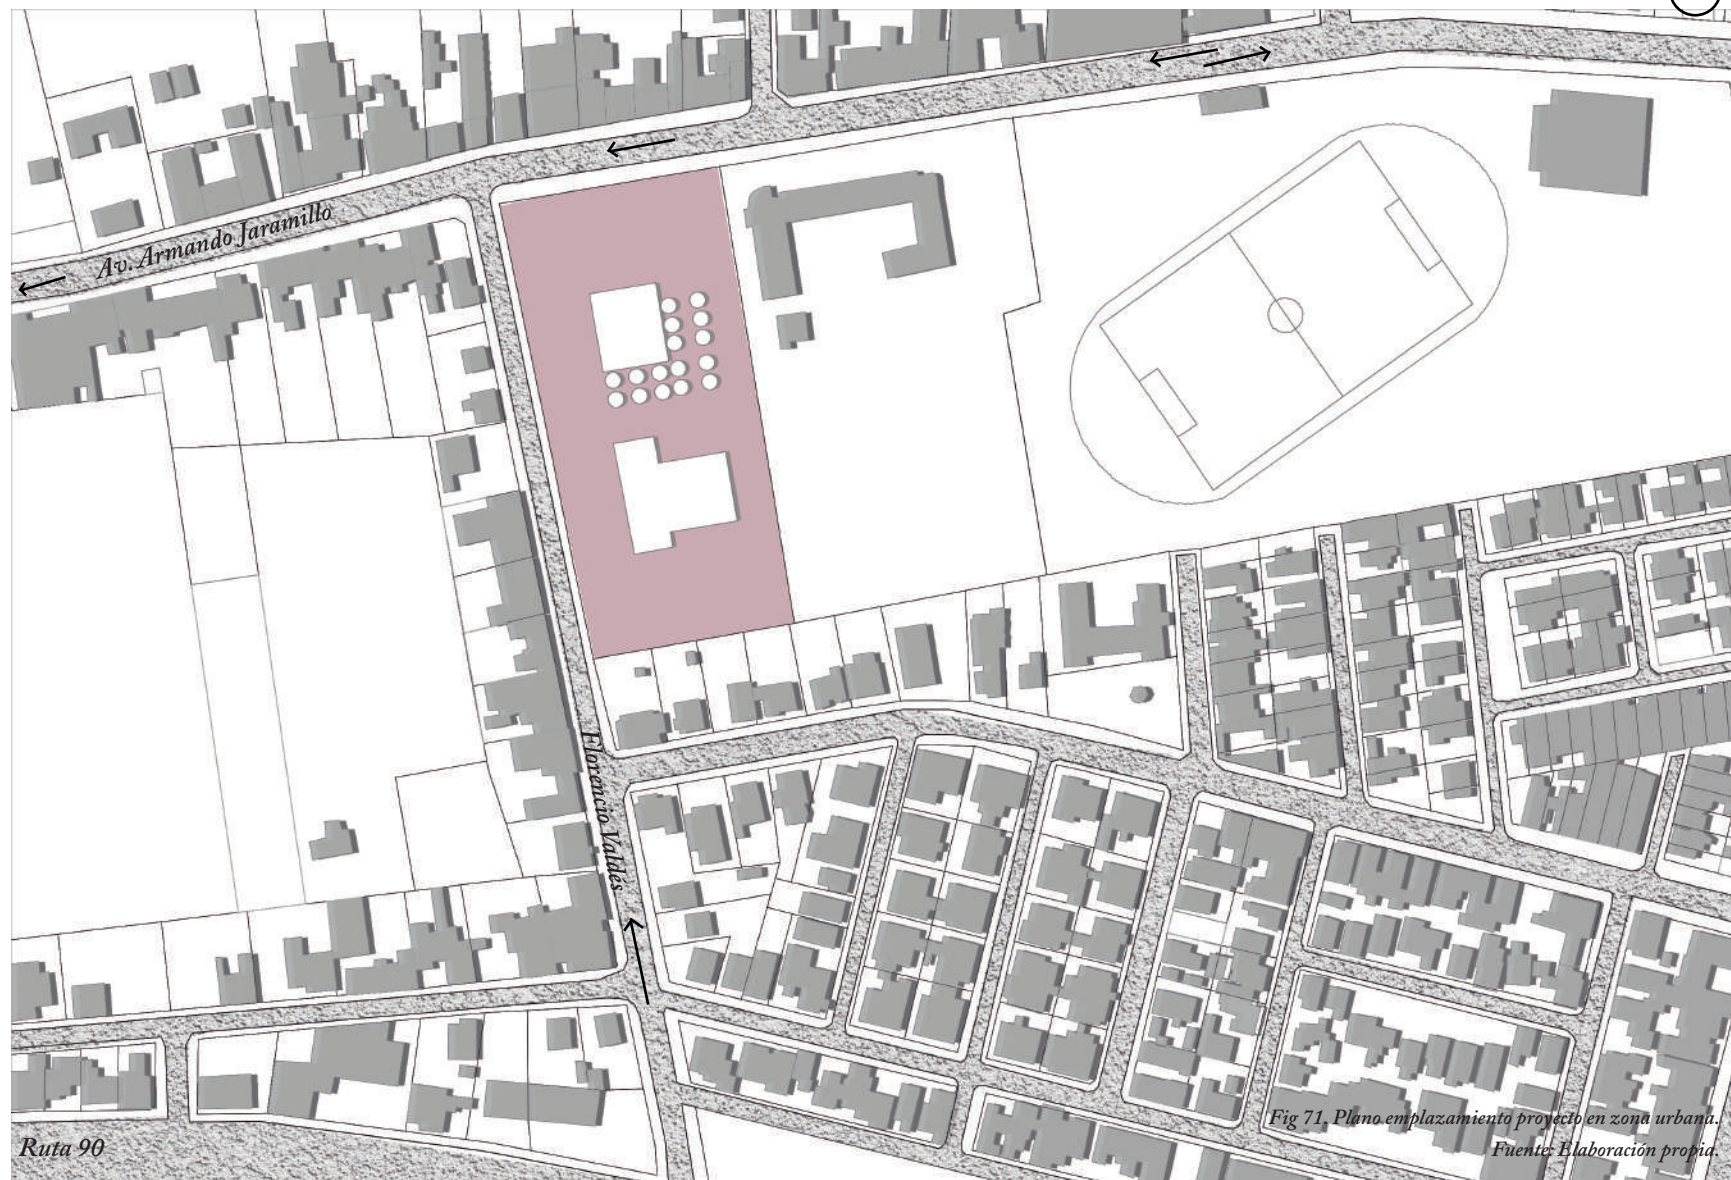 Av. Armando Jaramillo
Florencio Valdés
Fig 71. Plano emplazamiento proyecto en zona urbana.
Ruta 90
Fuente: Elaboración propia.